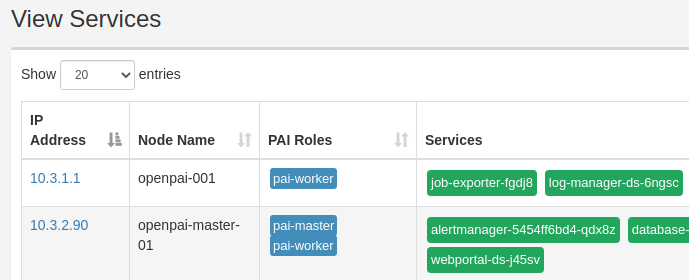 View Services
Show 20 entries
IP Address Node Name PAI Roles Services
10.3.1.1 openpai-001 pai-worker job-exporter-fgdj8 log-manager-ds-6ngsc
10.3.2.90 openpai-master-01 pai-master pai-worker alertmanager-5454ff6bd4-qdx8z database-
webportal-ds-j45sv